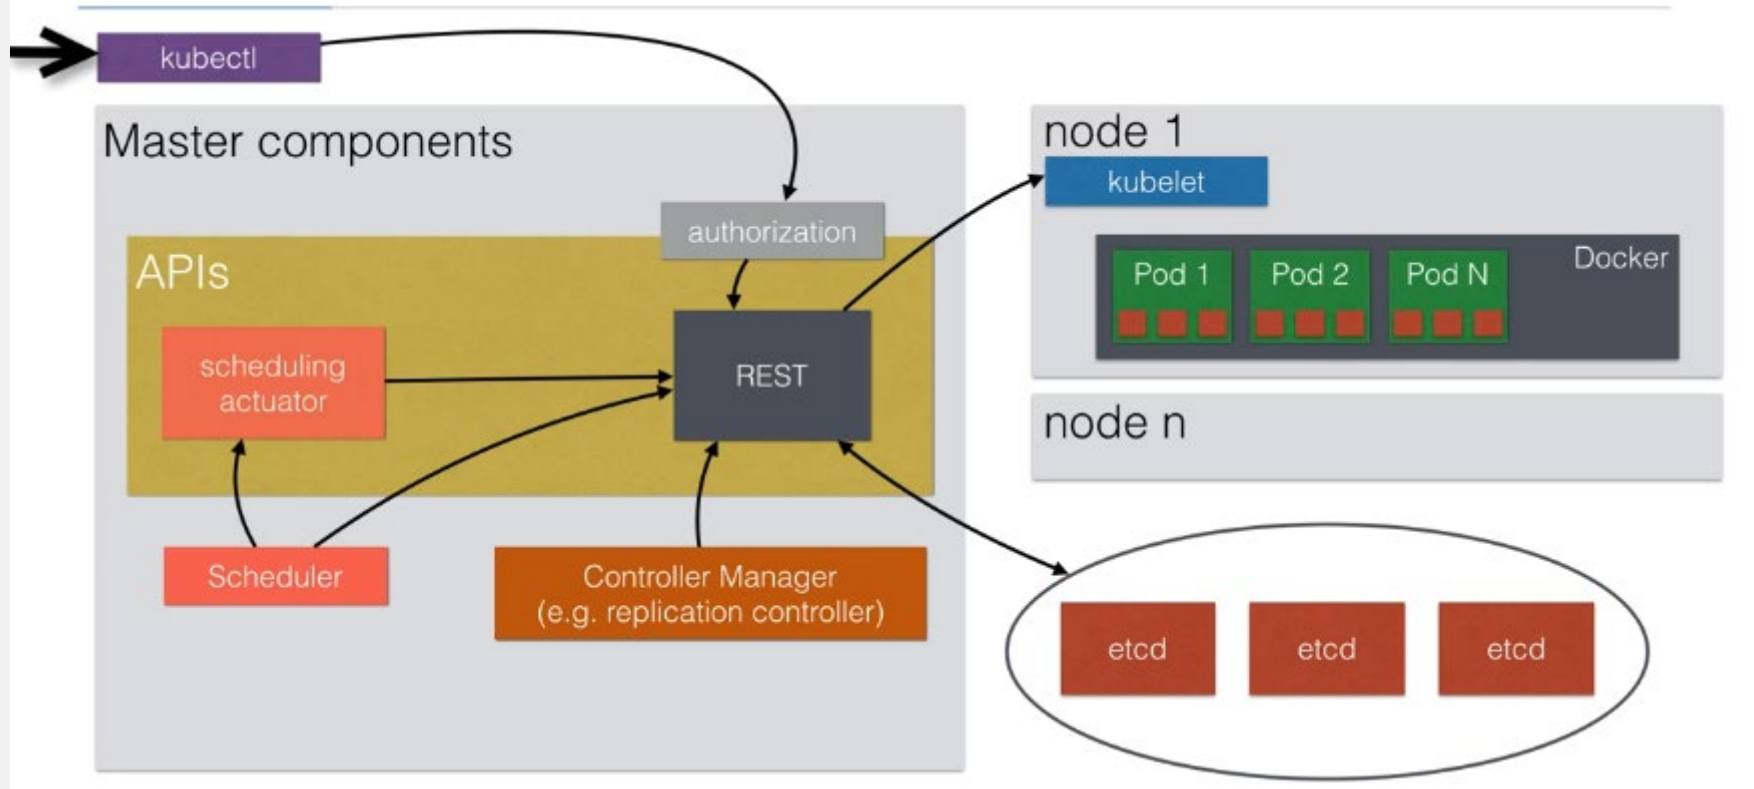 kubectl
Master components
authorization
APIs
scheduling
actuator
REST
Scheduler
Controller Manager
(e.g. replication controller)
node 1
kubelet
Docker
Pod 1
Pod 2
Pod N
node n
etcd
etcd
etcd